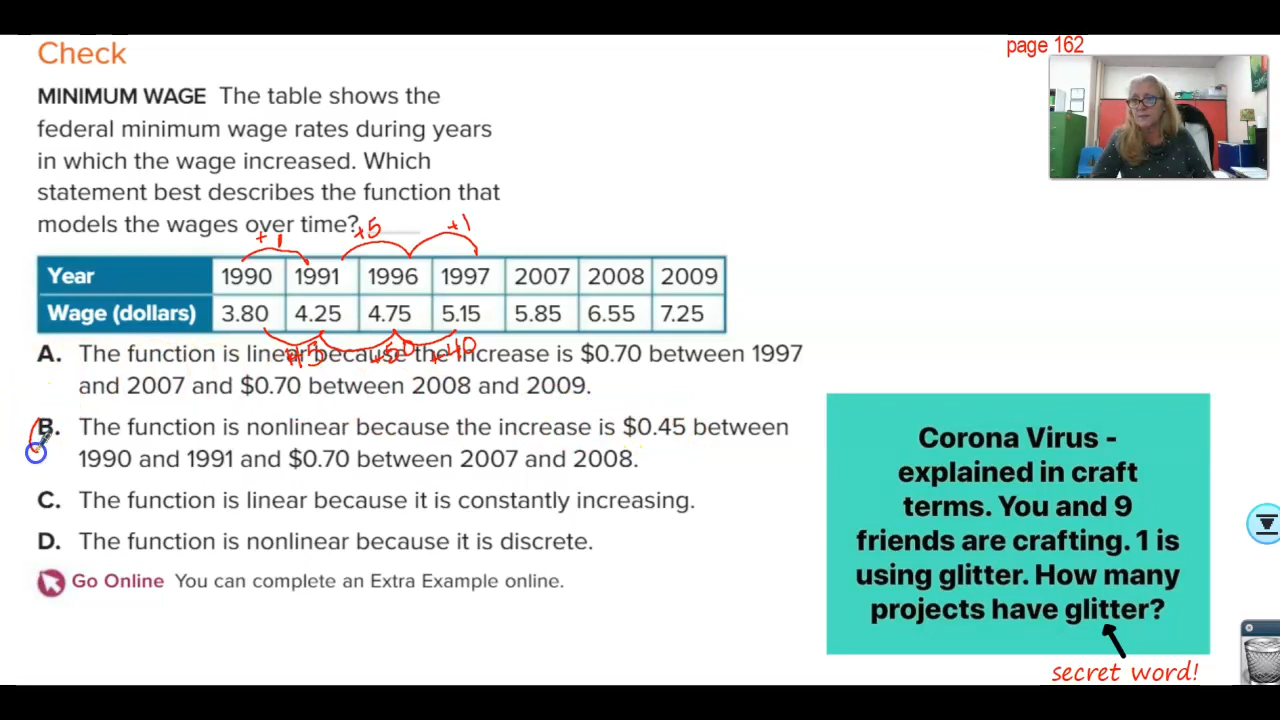 page 162
Check
MINIMUM WAGE The table shows the
federal minimum wage rates during years
in which the wage increased. Which
statement best describes the function that
models the wages over time?
+1 +5 +1
Year 1990 1991 1996 1997 2007 2008 2009
Wage (dollars) 3.80 4.25 4.75 5.15 5.85 6.55 7.25
+45 +50 +40
A. The function is linear because the increase is $0.70 between 1997
and 2007 and $0.70 between 2008 and 2009.
B. The function is nonlinear because the increase is $0.45 between
1990 and 1991 and $0.70 between 2007 and 2008.
C. The function is linear because it is constantly increasing.
D. The function is nonlinear because it is discrete.
Go Online You can complete an Extra Example online.
Corona Virus -
explained in craft
terms. You and 9
friends are crafting. 1 is
using glitter. How many
projects have glitter?
secret word!